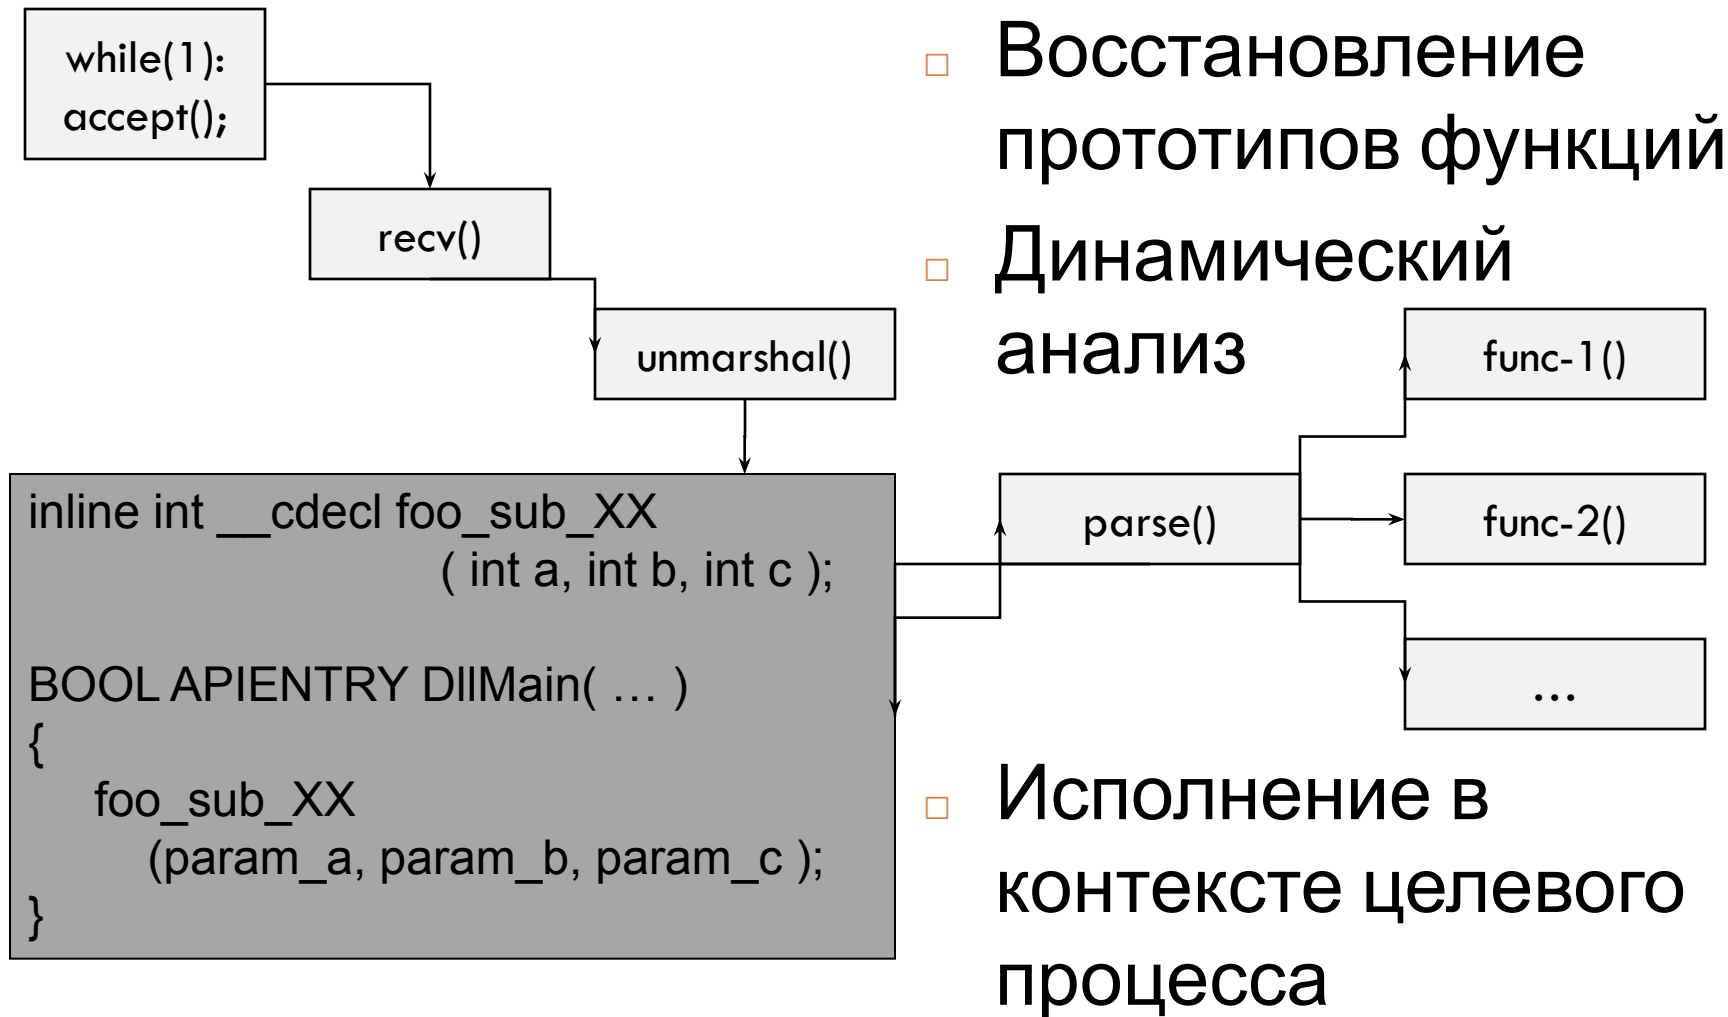 while(1):
accept();
recv()
unmarshal()
inline int __cdecl foo_sub_XX
( int a, int b, int c );
BOOL APIENTRY DllMain( … )
{
foo_sub_XX
(param_a, param_b, param_c );
}
parse()
func-1()
func-2()
…
Восстановление
прототипов функций
Динамический
анализ
Исполнение в
контексте целевого
процесса